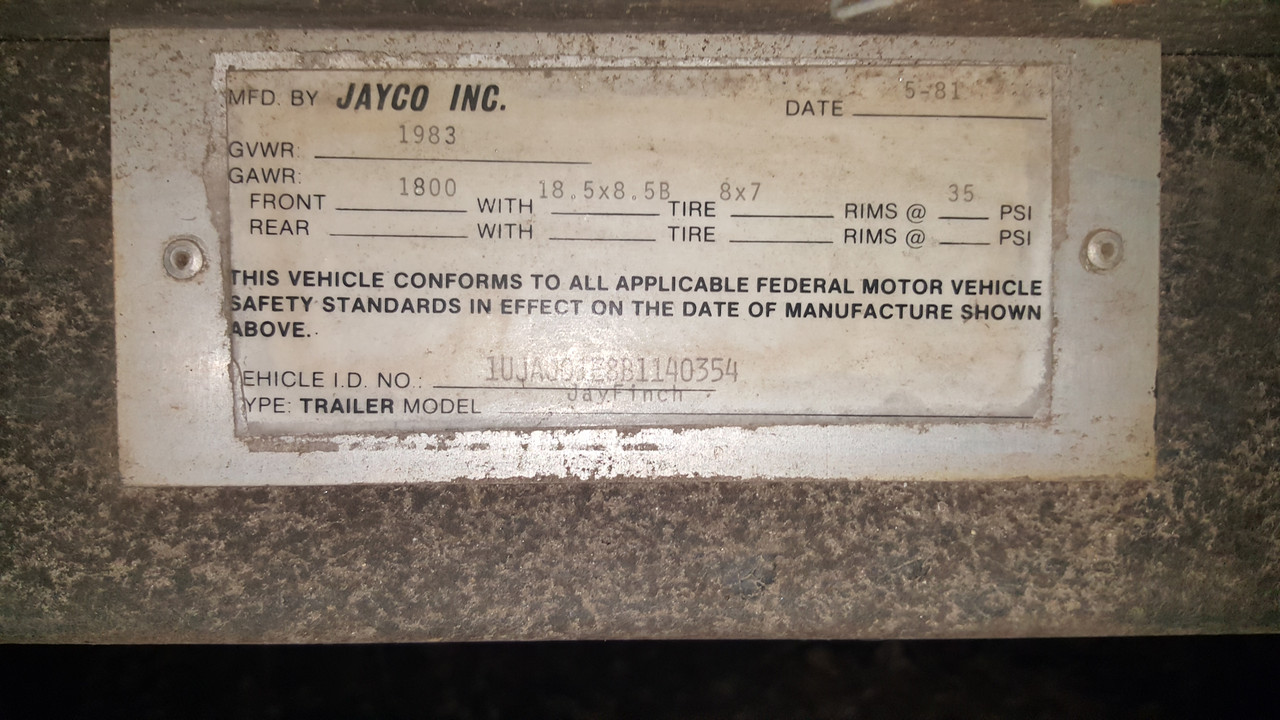 MFD. BY JAYCO INC. DATE 5-81
GVWR: 1983
GAWR:
FRONT 1800 WITH 18.5x8.5B TIRE 8x7 RIMS @ 35 PSI
REAR WITH TIRE RIMS @ PSI
THIS VEHICLE CONFORMS TO ALL APPLICABLE FEDERAL MOTOR VEHICLE
SAFETY STANDARDS IN EFFECT ON THE DATE OF MANUFACTURE SHOWN
ABOVE.
EHICLE I.D. NO.:
YPE: TRAILER MODEL JayFinch